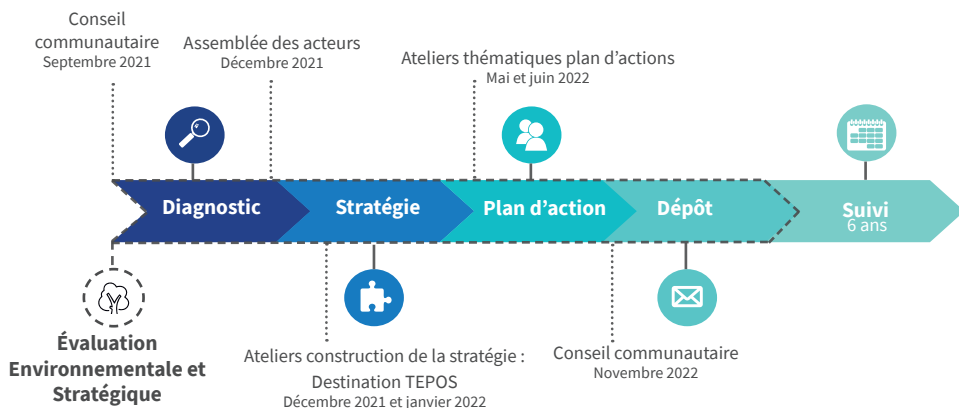 Conseil
communautaire
Septembre 2021
Assemblée des acteurs
Décembre 2021
Ateliers thématiques plan d’actions
Mai et juin 2022
Diagnostic
Stratégie
Plan d’action
Dépôt
Suivi
6 ans
Évaluation
Environnementale et
Stratégique
Ateliers construction de la stratégie :
Destination TEPOS
Décembre 2021 et janvier 2022
Conseil communautaire
Novembre 2022